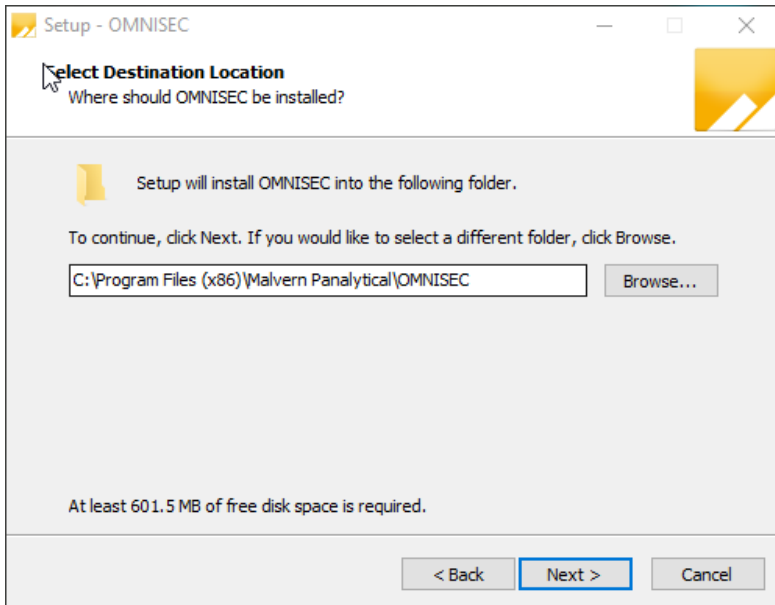 Setup - OMNISEC
Select Destination Location
Where should OMNISEC be installed?
Setup will install OMNISEC into the following folder.
To continue, click Next. If you would like to select a different folder, click Browse.
C:\Program Files (x86)\Malvern Panalytical\OMNISEC
Browse...
At least 601.5 MB of free disk space is required.
< Back
Next >
Cancel